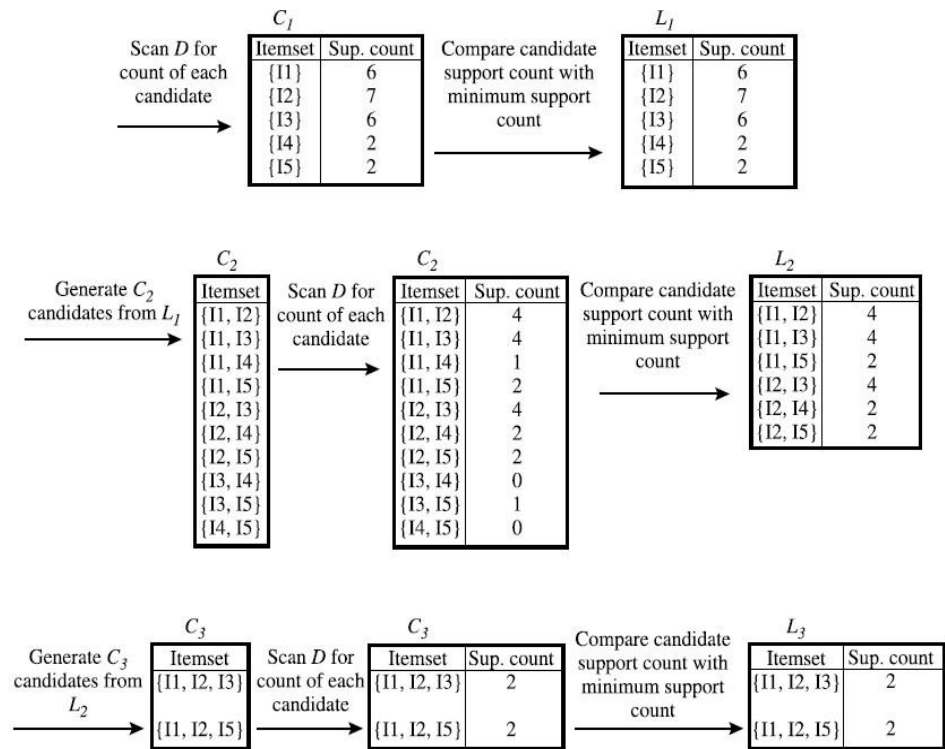 C1
L1
Scan D for
count of each
candidate
Itemset Sup. count
{I1} 6
{I2} 7
{I3} 6
{I4} 2
{I5} 2
Compare candidate
support count with
minimum support
count
Itemset Sup. count
{I1} 6
{I2} 7
{I3} 6
{I4} 2
{I5} 2
C2
C2
L2
Generate C2
candidates from L1
Itemset
{I1, I2}
{I1, I3}
{I1, I4}
{I1, I5}
{I2, I3}
{I2, I4}
{I2, I5}
{I3, I4}
{I3, I5}
{I4, I5}
Scan D for
count of each
candidate
Itemset Sup. count
{I1, I2} 4
{I1, I3} 4
{I1, I4} 1
{I1, I5} 2
{I2, I3} 4
{I2, I4} 2
{I2, I5} 2
{I3, I4} 0
{I3, I5} 1
{I4, I5} 0
Compare candidate
support count with
minimum support
count
Itemset Sup. count
{I1, I2} 4
{I1, I3} 4
{I1, I5} 2
{I2, I3} 4
{I2, I4} 2
{I2, I5} 2
C3
C3
L3
Generate C3
candidates from
L2
Itemset
{I1, I2, I3}
{I1, I2, I5}
Scan D for
count of each
candidate
Itemset Sup. count
{I1, I2, I3} 2
{I1, I2, I5} 2
Compare candidate
support count with
minimum support
count
Itemset Sup. count
{I1, I2, I3} 2
{I1, I2, I5} 2